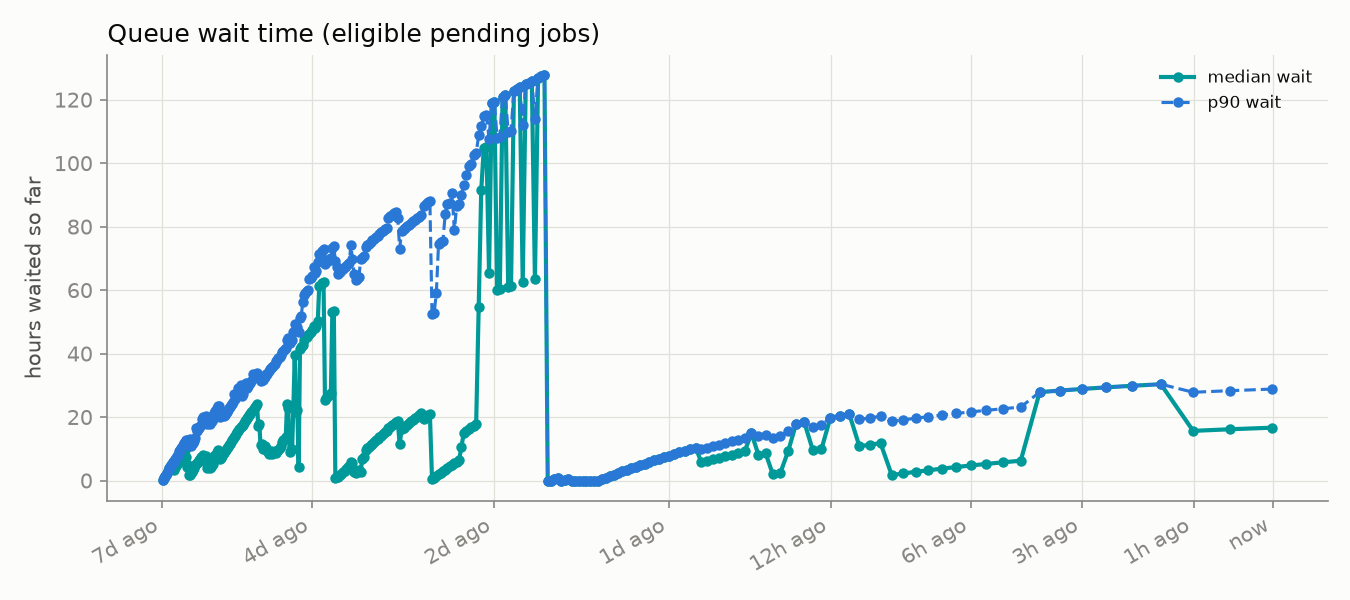 Queue wait time (eligible pending jobs)
median wait
p90 wait
hours waited so far
120
100
80
60
40
20
0
7d ago
4d ago
2d ago
1d ago
12h ago
6h ago
3h ago
1h ago
now